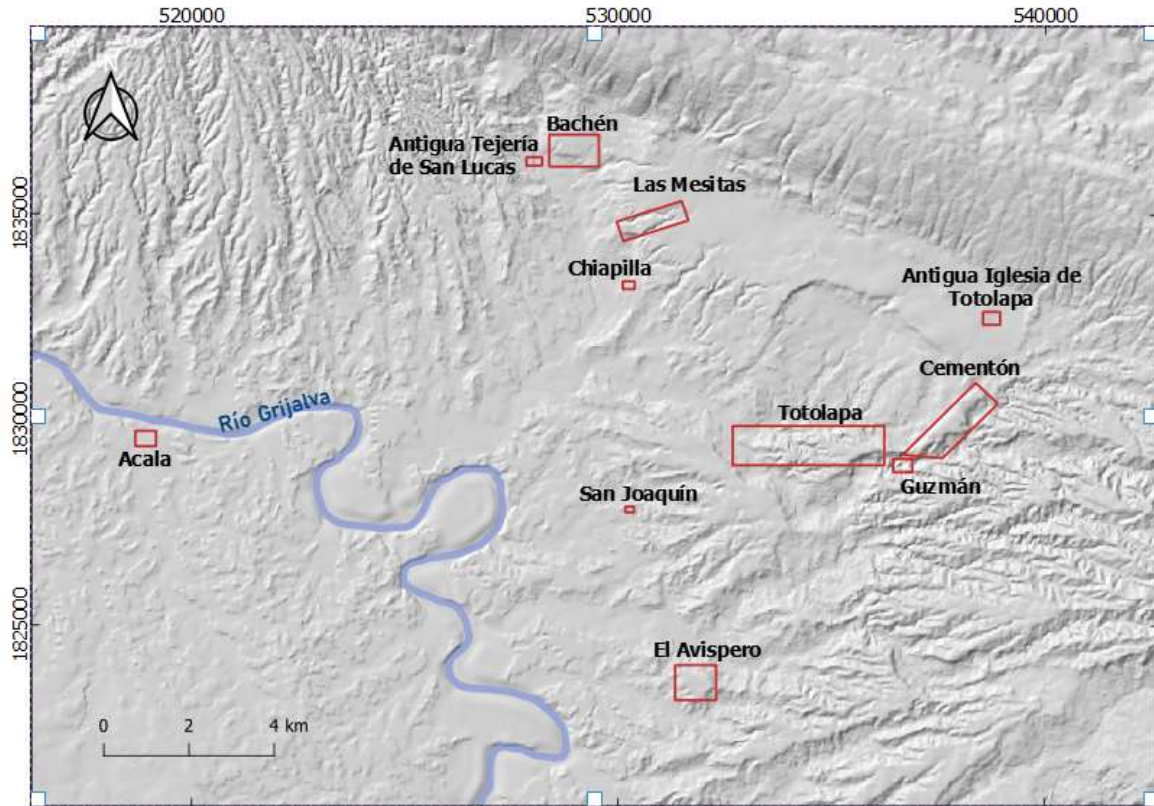 520000
530000
540000
Bachén
Antigua Tejería
de San Lucas
Las Mesitas
1835000
Chiapilla
Antigua Iglesia de
Totolapa
Cementón
Río Grijalva
Totolapa
1830000
Acala
Guzmán
San Joaquín
1825000
El Avispero
0 2 4 km